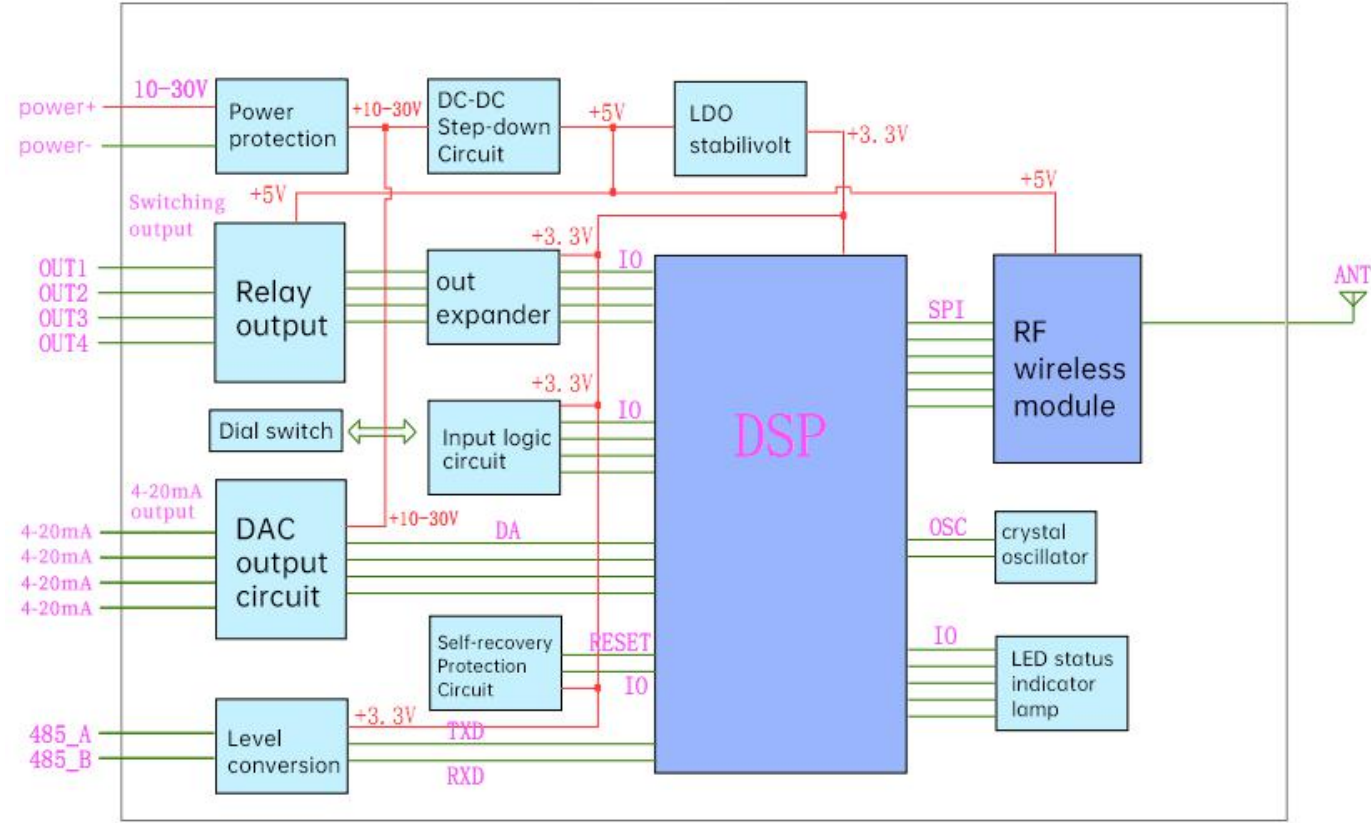 power+
10-30V
Power
protection
+10-30V
DC-DC
Step-down
Circuit
+5V
LDO
stabilivolt
+3.3V
power-
Switching
output
+5V
+5V
OUT1
OUT2
OUT3
OUT4
Relay
output
+3.3V
out
expander
IO
DSP
SPI
RF
wireless
module
ANT
Dial switch
+3.3V
Input logic
circuit
IO
4-20mA
output
4-20mA
4-20mA
4-20mA
4-20mA
DAC
output
circuit
+10-30V
DA
OSC
crystal
oscillator
Self-recovery
Protection
Circuit
RESET
IO
IO
LED status
indicator
lamp
485_A
485_B
Level
conversion
+3.3V
TXD
RXD